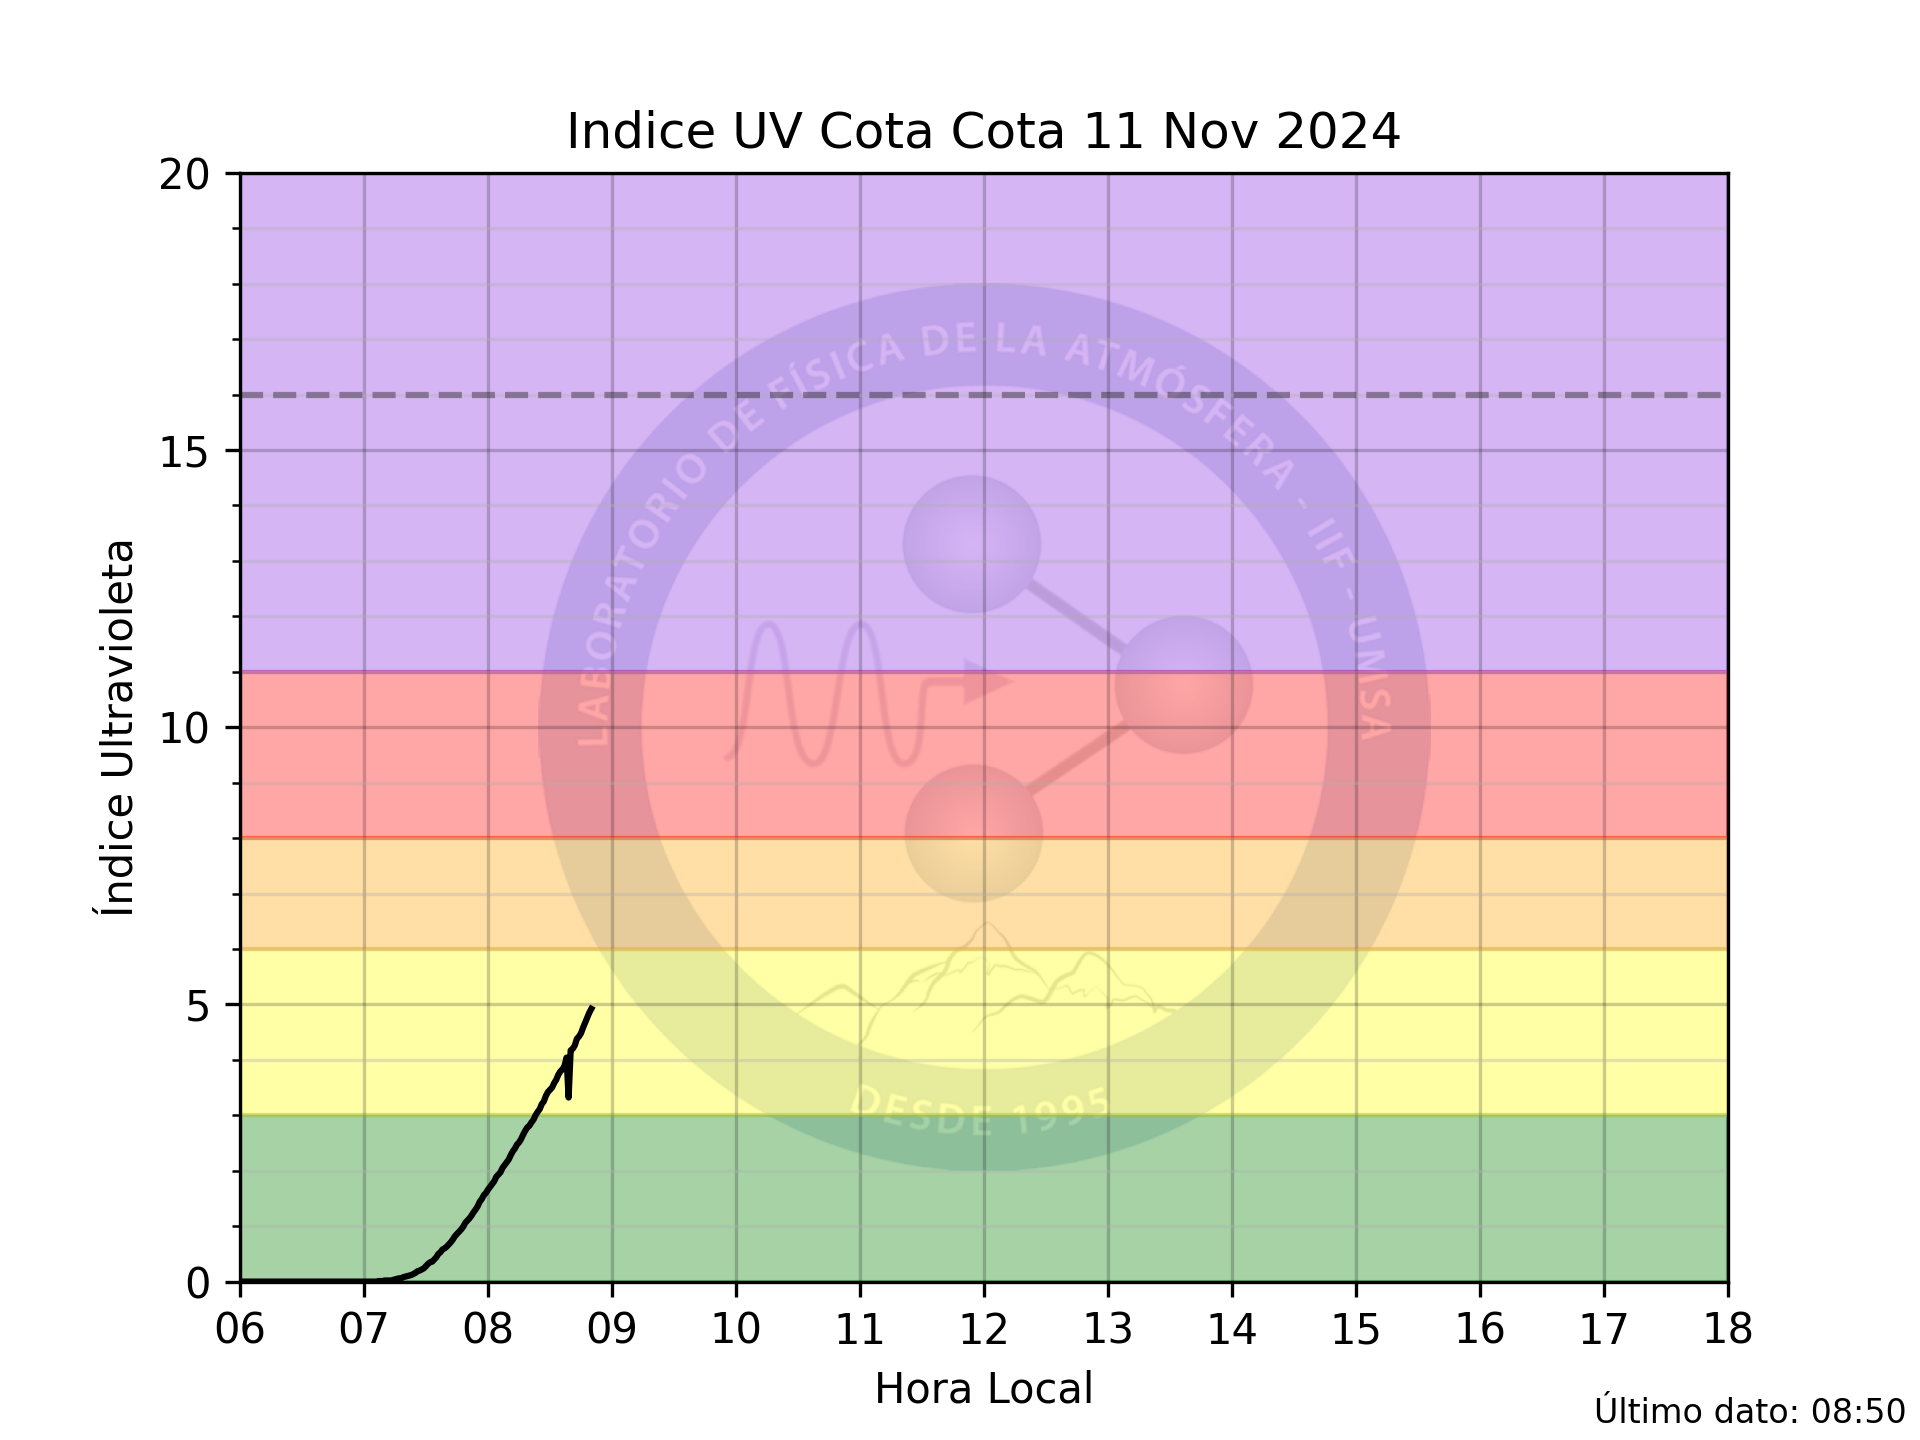 Indice UV Cota Cota 11 Nov 2024
20
15
10
5
0
Índice Ultravioleta
LABORATORIO DE FÍSICA DE LA ATMÓSFERA - IIF - UMSA
DESDE 1995
06 07 08 09 10 11 12 13 14 15 16 17 18
Hora Local
Último dato: 08:50